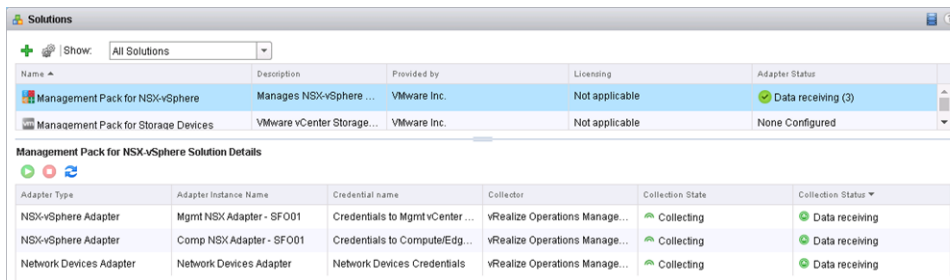 Solutions
Show: All Solutions
Name Description Provided by Licensing Adapter Status
Management Pack for NSX-vSphere Manages NSX-vSphere ... VMware Inc. Not applicable Data receiving (3)
vm Management Pack for Storage Devices VMware vCenter Storage... VMware Inc. Not applicable None Configured
Management Pack for NSX-vSphere Solution Details
Adapter Type Adapter Instance Name Credential name Collector Collection State Collection Status
NSX-vSphere Adapter Mgmt NSX Adapter - SFO01 Credentials to Mgmt vCenter ... vRealize Operations Manage... Collecting Data receiving
NSX-vSphere Adapter Comp NSX Adapter - SFO01 Credentials to Compute/Edg... vRealize Operations Manage... Collecting Data receiving
Network Devices Adapter Network Devices Adapter Network Devices Credentials vRealize Operations Manage... Collecting Data receiving